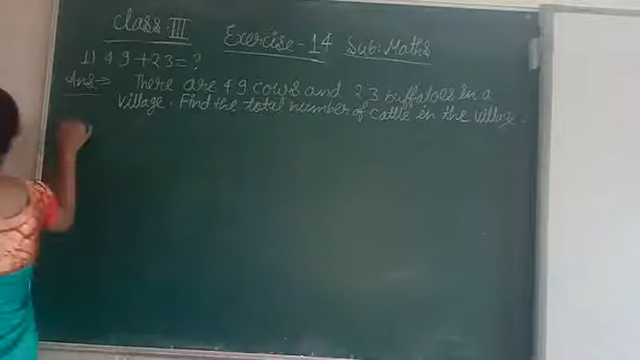 Class-III Exercise-14 Sub: Maths
1) 49+23=?
Ans⇒ There are 49 cows and 23 buffaloes in a
village. Find the total number of cattle in the village.